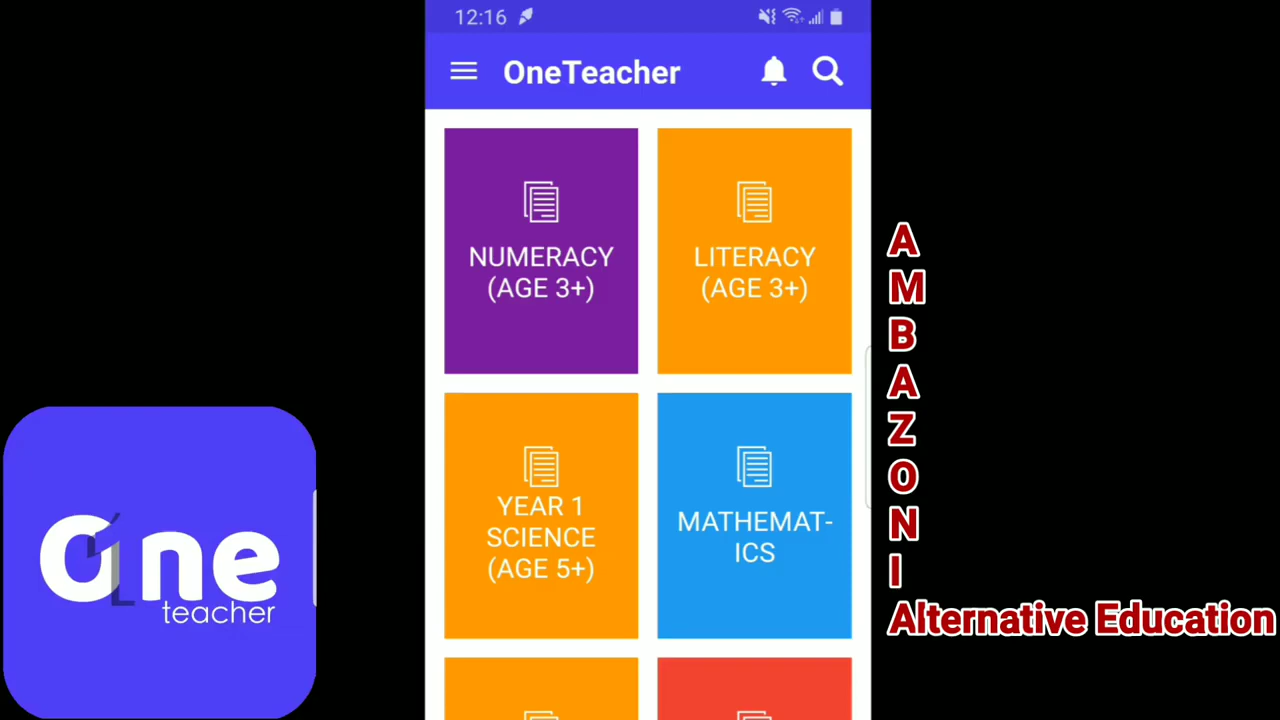 12:16
OneTeacher
NUMERACY
(AGE 3+)
LITERACY
(AGE 3+)
YEAR 1
SCIENCE
(AGE 5+)
MATHEMAT-
ICS
One
teacher
A
M
B
A
Z
O
N
I
Alternative Education